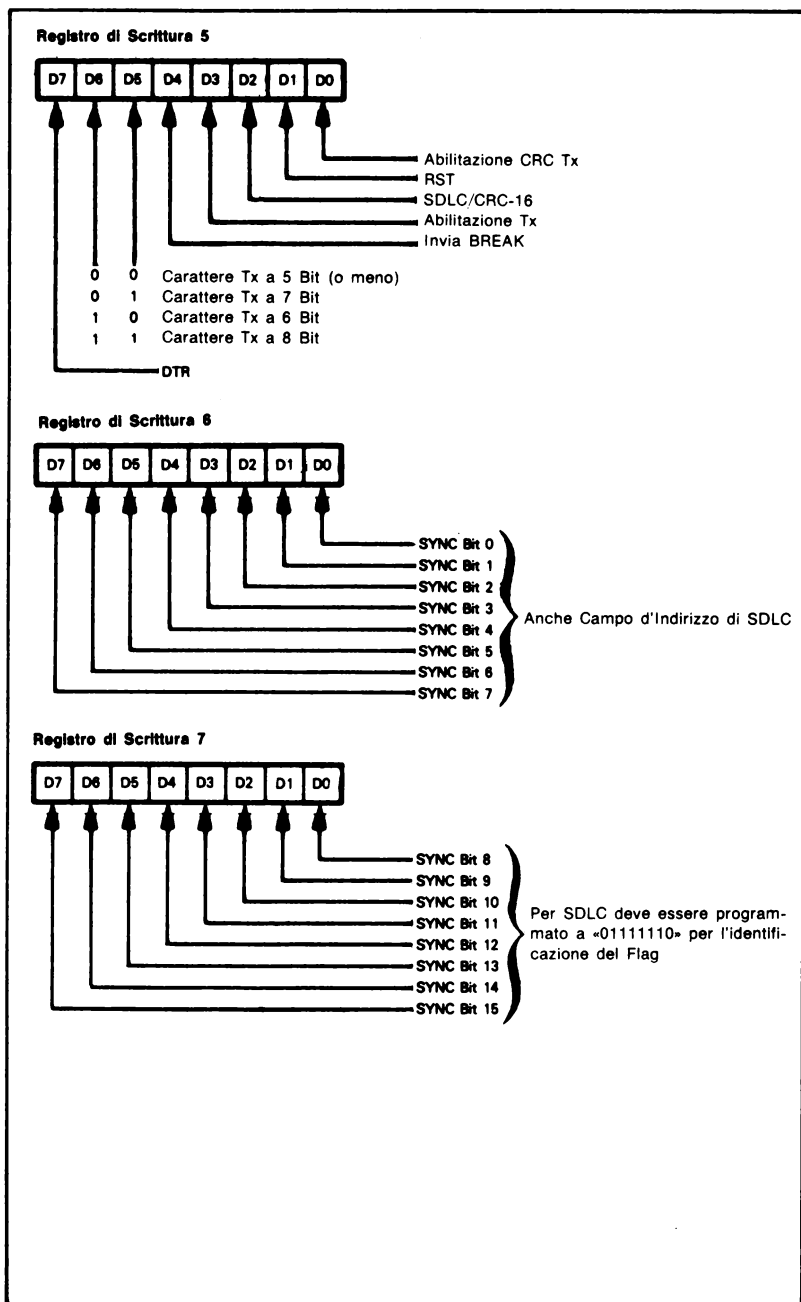 Registro di Scrittura 5
D7 D6 D5 D4 D3 D2 D1 D0
Abilitazione CRC Tx
RST
SDLC/CRC-16
Abilitazione Tx
Invia BREAK
0 0 Carattere Tx a 5 Bit (o meno)
0 1 Carattere Tx a 7 Bit
1 0 Carattere Tx a 6 Bit
1 1 Carattere Tx a 8 Bit
DTR
Registro di Scrittura 6
D7 D6 D5 D4 D3 D2 D1 D0
SYNC Bit 0
SYNC Bit 1
SYNC Bit 2
SYNC Bit 3
SYNC Bit 4
SYNC Bit 5
SYNC Bit 6
SYNC Bit 7
Anche Campo d'Indirizzo di SDLC
Registro di Scrittura 7
D7 D6 D5 D4 D3 D2 D1 D0
SYNC Bit 8
SYNC Bit 9
SYNC Bit 10
SYNC Bit 11
SYNC Bit 12
SYNC Bit 13
SYNC Bit 14
SYNC Bit 15
Per SDLC deve essere program-
mato a «01111110» per l'identifi-
cazione del Flag